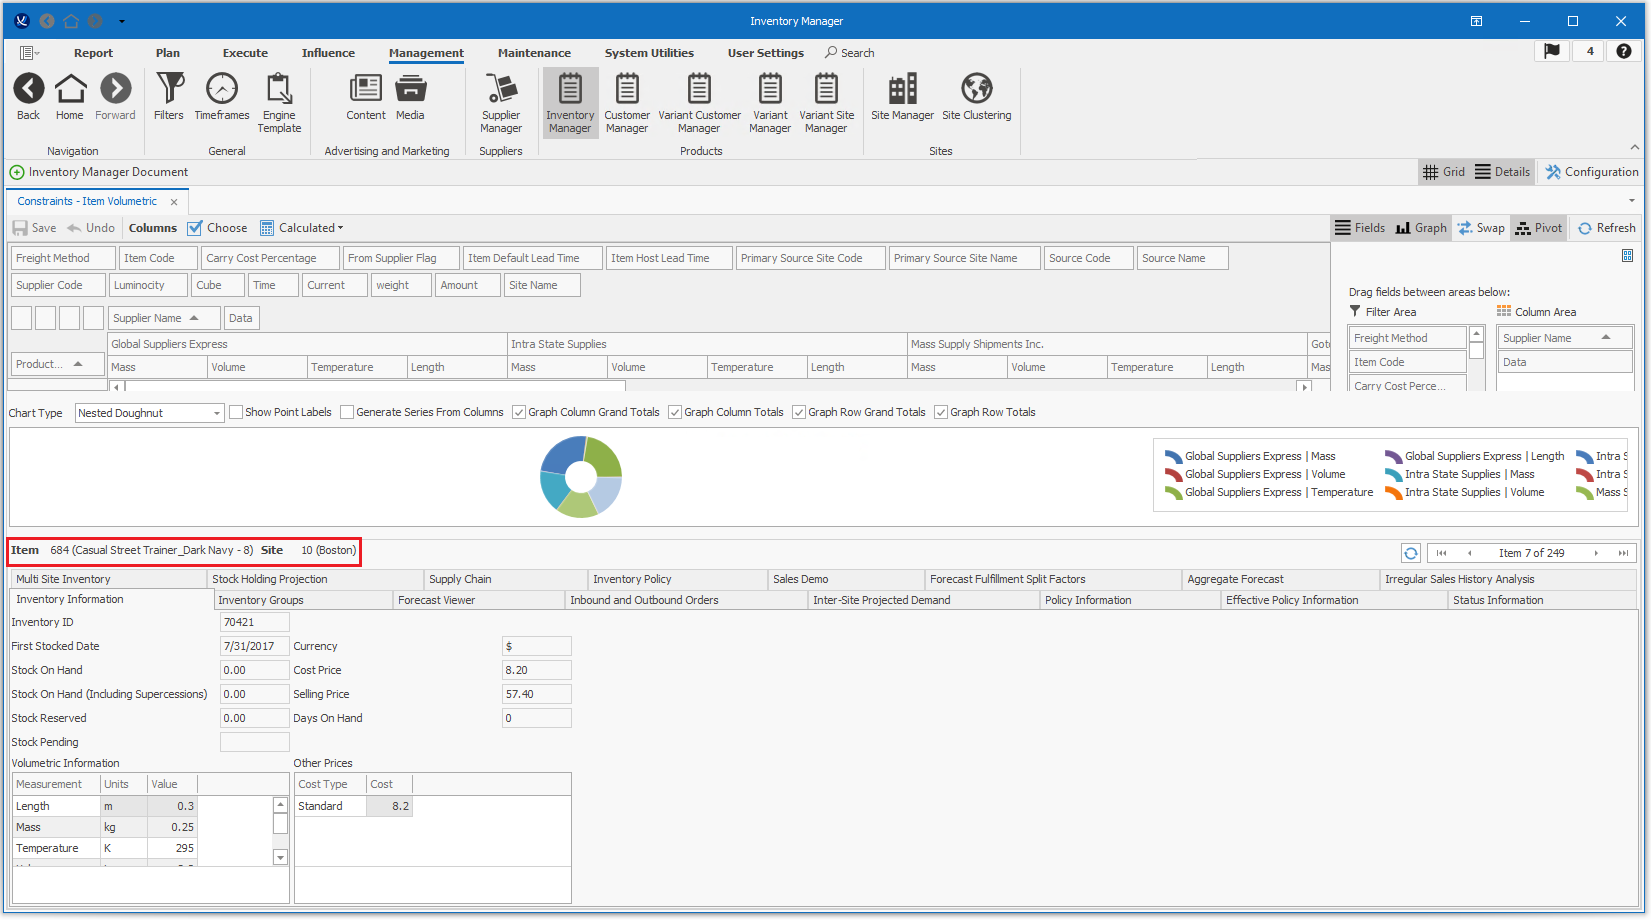 Inventory Manager
Report Plan Execute Influence Management Maintenance System Utilities User Settings Search 4
Back Home Forward Filters Timeframes Engine Template Content Media Supplier Manager Inventory Manager Customer Manager Variant Customer Manager Variant Manager Variant Site Manager Site Manager Site Clustering
Navigation General Advertising and Marketing Suppliers Products Sites
Inventory Manager Document Grid Details Configuration
Constraints - Item Volumetric
Save Undo Columns Choose Calculated Fields Graph Swap Pivot Refresh
Freight Method Item Code Carry Cost Percentage From Supplier Flag Item Default Lead Time Item Host Lead Time Primary Source Site Code Primary Source Site Name Source Code Source Name
Supplier Code Luminocity Cube Time Current weight Amount Site Name
Drag fields between areas below:
Filter Area Column Area
Supplier Name Data
Freight Method Supplier Name
Global Suppliers Express Intra State Supplies Mass Supply Shipments Inc. Got
Product... Mass Volume Temperature Length Mass Volume Temperature Length Mass Volume Temperature Length Mas
Item Code Data
Carry Cost Perce...
Chart Type Nested Doughnut Show Point Labels Generate Series From Columns Graph Column Grand Totals Graph Column Totals Graph Row Grand Totals Graph Row Totals
Global Suppliers Express | Mass Global Suppliers Express | Length Intra S
Global Suppliers Express | Volume Intra State Supplies | Mass Intra S
Global Suppliers Express | Temperature Intra State Supplies | Volume Mass S
Item 684 (Casual Street Trainer_Dark Navy - 8) Site 10 (Boston) Item 7 of 249
Multi Site Inventory Stock Holding Projection Supply Chain Inventory Policy Sales Demo Forecast Fulfillment Split Factors Aggregate Forecast Irregular Sales History Analysis
Inventory Information Inventory Groups Forecast Viewer Inbound and Outbound Orders Inter-Site Projected Demand Policy Information Effective Policy Information Status Information
Inventory ID 70421
First Stocked Date 7/31/2017 Currency $
Stock On Hand 0.00 Cost Price 8.20
Stock On Hand (Including Supercessions) 0.00 Selling Price 57.40
Stock Reserved 0.00 Days On Hand 0
Stock Pending
Volumetric Information Other Prices
Measurement Units Value Cost Type Cost
Length m 0.3 Standard 8.2
Mass kg 0.25
Temperature K 295